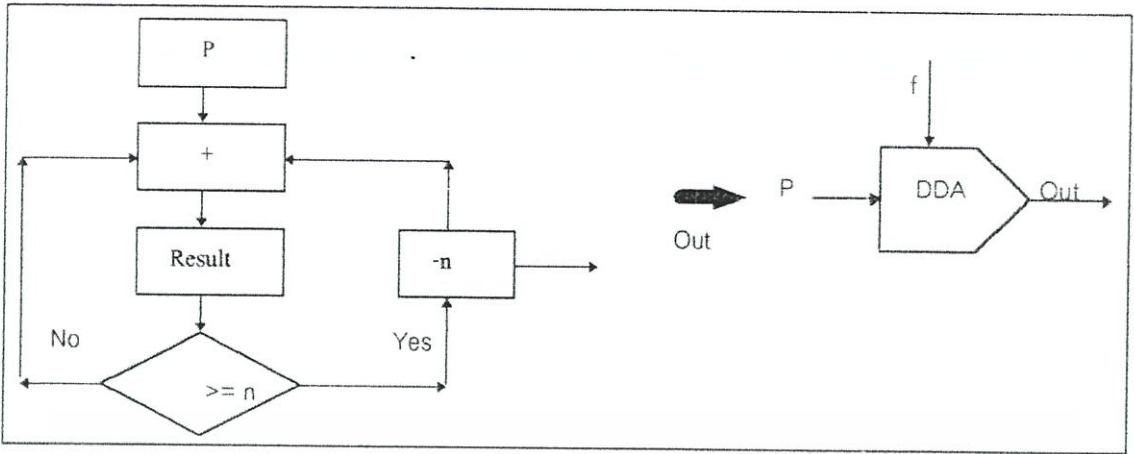 P
+
Result
>= n
No
Yes
-n
Out
P
f
DDA
Out